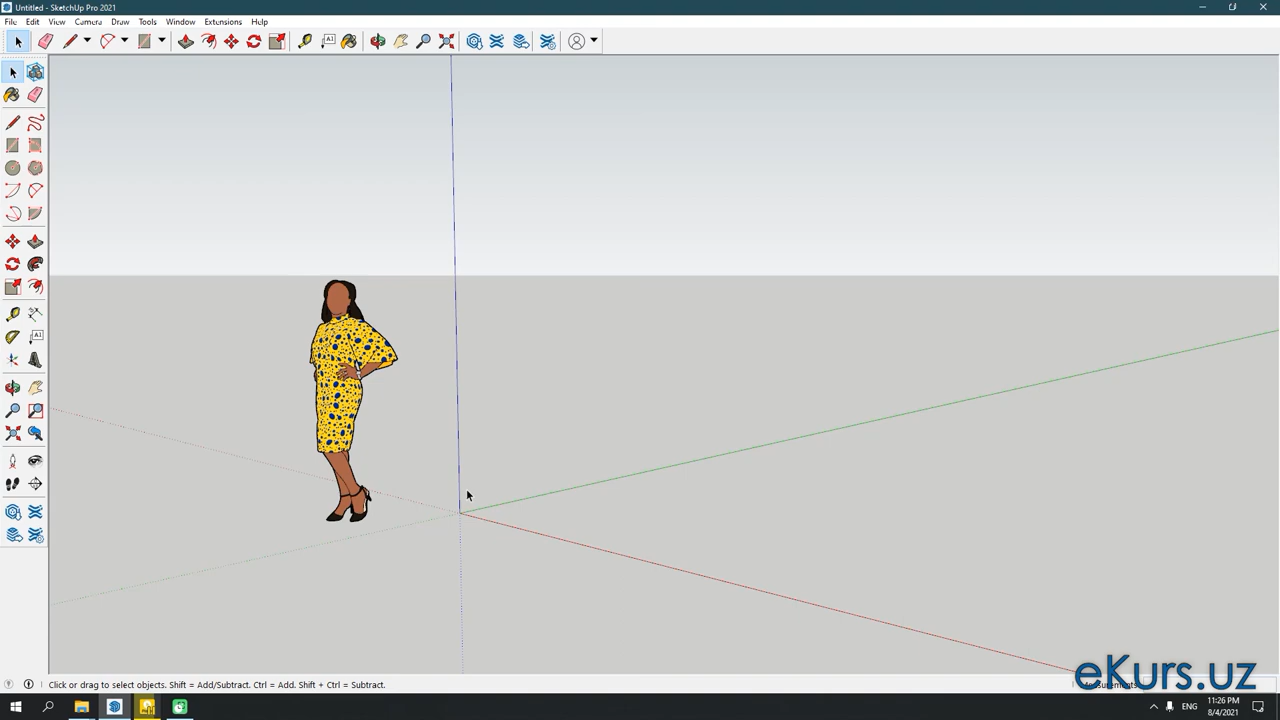 Untitled - SketchUp Pro 2021
File Edit View Camera Draw Tools Window Extensions Help
Click or drag to select objects. Shift = Add/Subtract. Ctrl = Add. Shift + Ctrl = Subtract.
Measurements
eKurs.uz
ENG
11:26 PM
8/4/2021